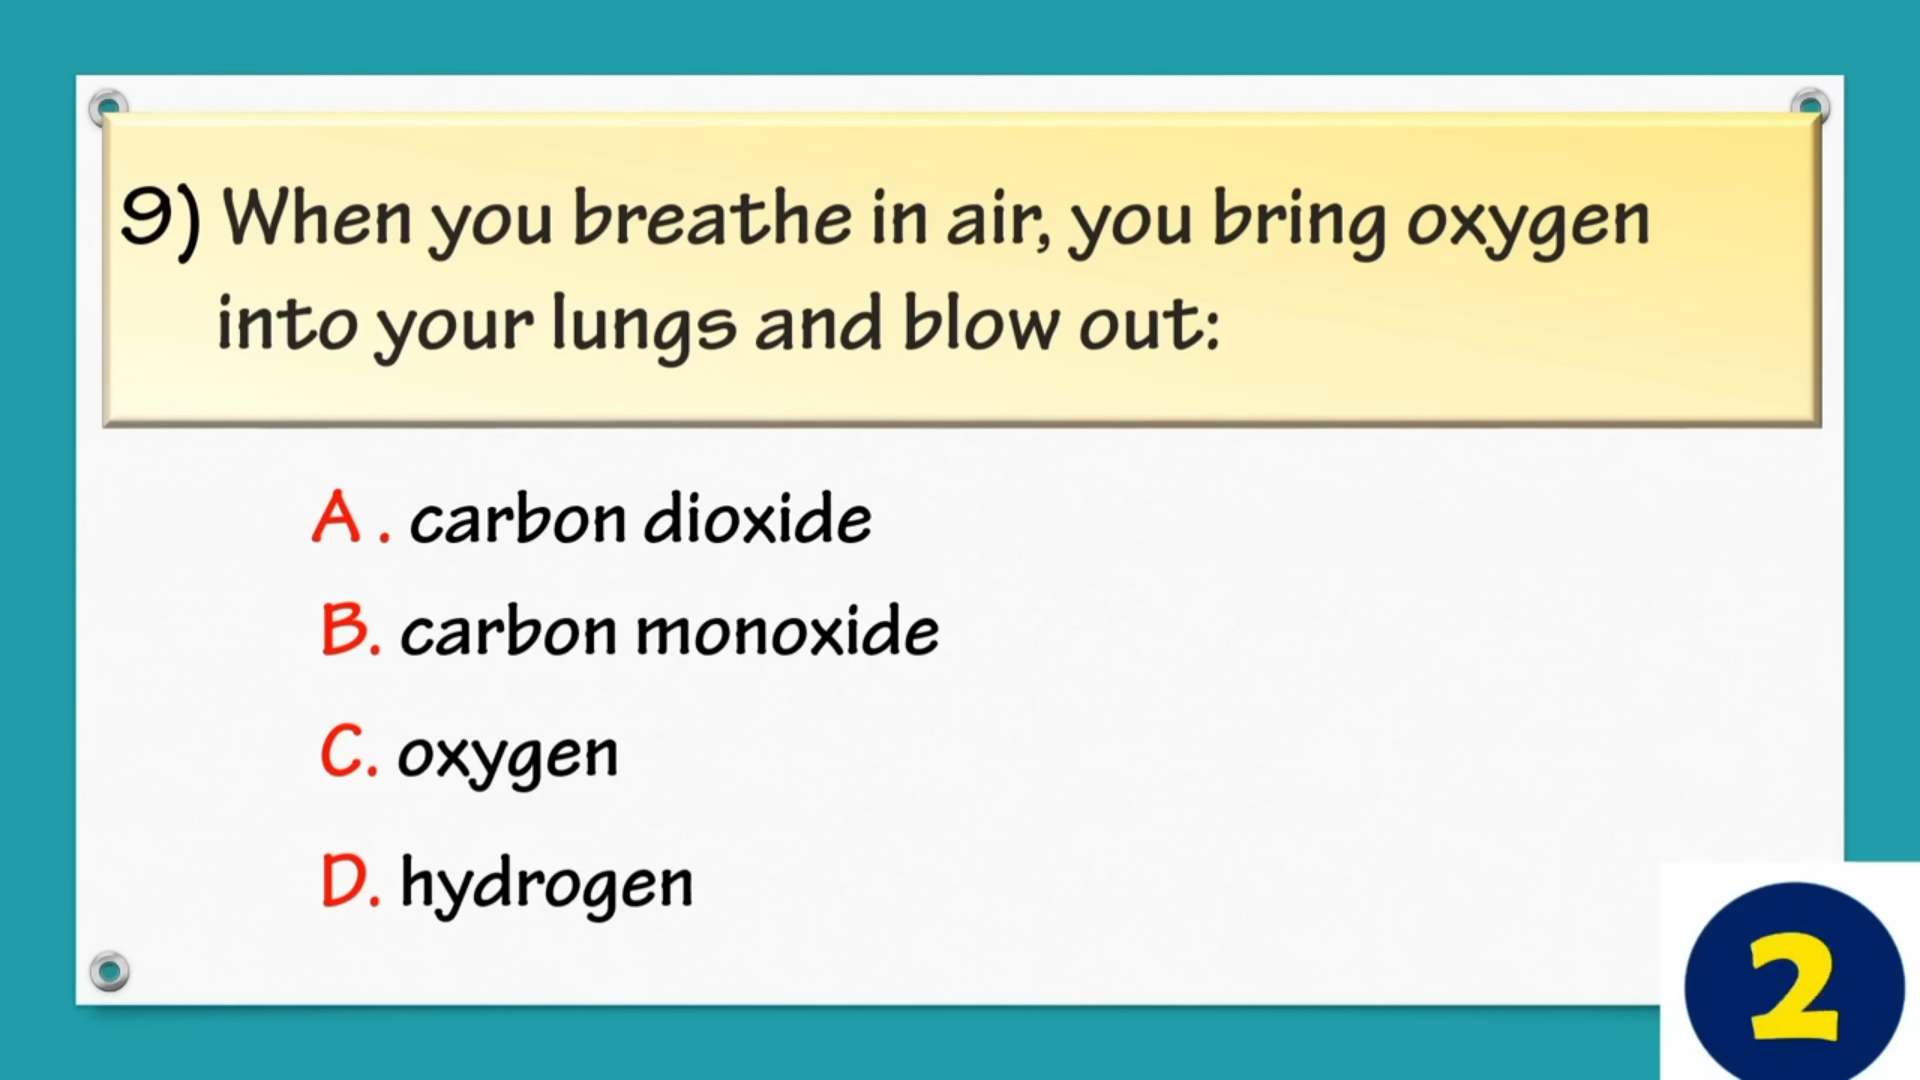 9) When you breathe in air, you bring oxygen
into your lungs and blow out:
A. carbon dioxide
B. carbon monoxide
C. oxygen
D. hydrogen
2